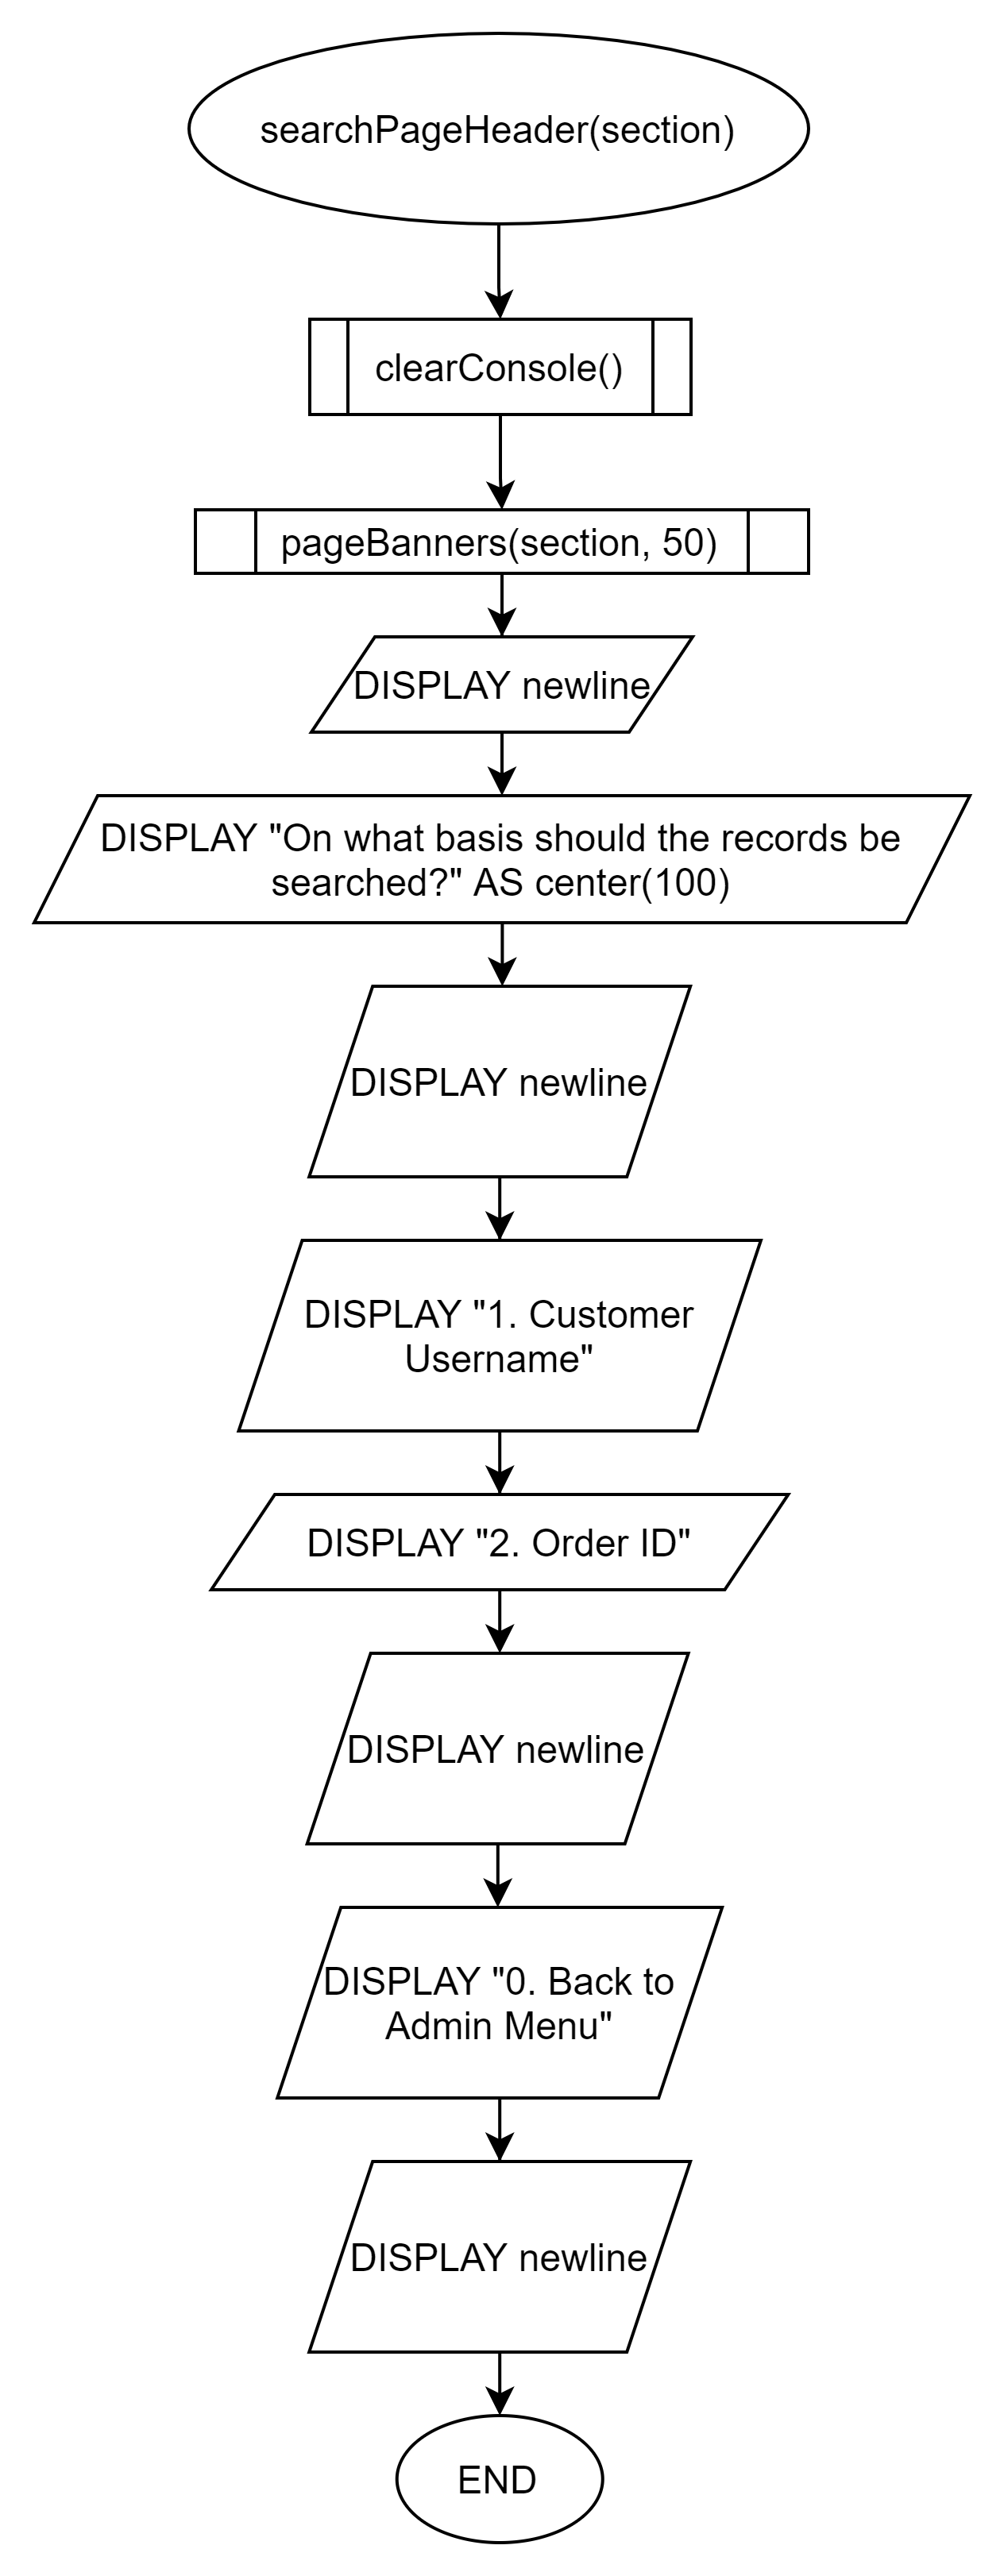 searchPageHeader(section)
clearConsole()
pageBanners(section, 50)
DISPLAY newline
DISPLAY "On what basis should the records be
searched?" AS center(100)
DISPLAY newline
DISPLAY "1. Customer
Username"
DISPLAY "2. Order ID"
DISPLAY newline
DISPLAY "0. Back to
Admin Menu"
DISPLAY newline
END